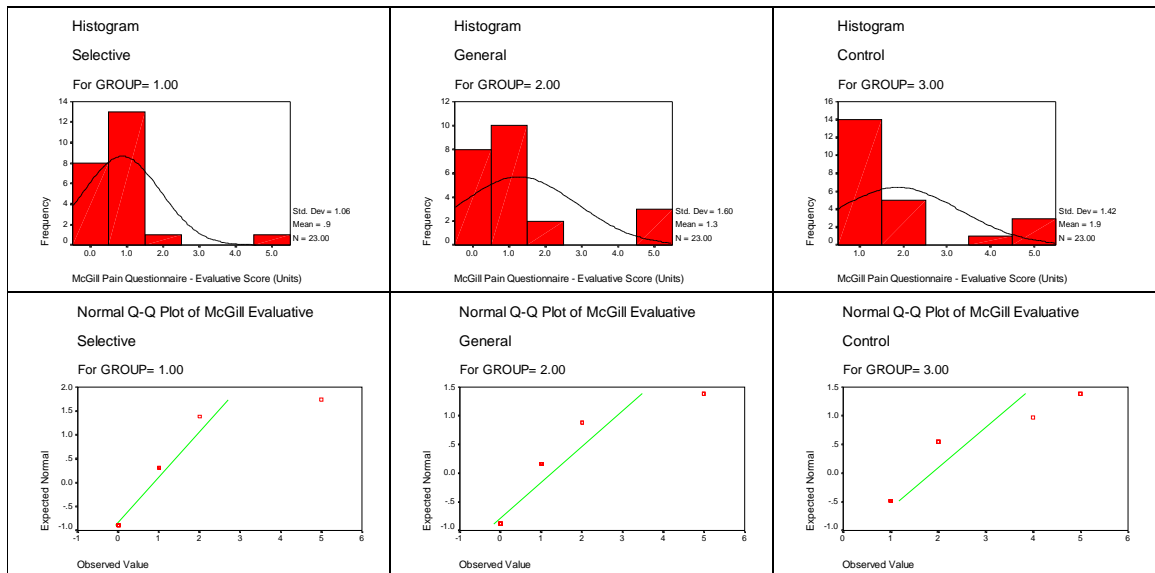 Histogram
Selective
For GROUP= 1.00
14
12
10
8
6
4
2
0
Frequency
0.0 1.0 2.0 3.0 4.0 5.0
Std. Dev = 1.06
Mean = .9
N = 23.00
McGill Pain Questionnaire - Evaluative Score (Units)
Histogram
General
For GROUP= 2.00
12
10
8
6
4
2
0
Frequency
0.0 1.0 2.0 3.0 4.0 5.0
Std. Dev = 1.60
Mean = 1.3
N = 23.00
McGill Pain Questionnaire - Evaluative Score (Units)
Histogram
Control
For GROUP= 3.00
16
14
12
10
8
6
4
2
0
Frequency
1.0 2.0 3.0 4.0 5.0
Std. Dev = 1.42
Mean = 1.9
N = 23.00
McGill Pain Questionnaire - Evaluative Score (Units)
Normal Q-Q Plot of McGill Evaluative
Selective
For GROUP= 1.00
2.0
1.5
1.0
.5
0.0
-.5
-1.0
Expected Normal
-1 0 1 2 3 4 5 6
Observed Value
Normal Q-Q Plot of McGill Evaluative
General
For GROUP= 2.00
1.5
1.0
.5
0.0
-.5
-1.0
Expected Normal
-1 0 1 2 3 4 5 6
Observed Value
Normal Q-Q Plot of McGill Evaluative
Control
For GROUP= 3.00
1.5
1.0
.5
0.0
-.5
-1.0
Expected Normal
0 1 2 3 4 5 6
Observed Value